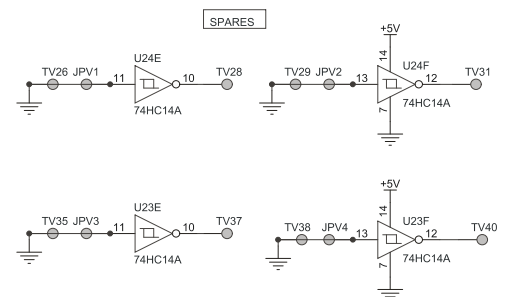 SPARES
U24E
TV26 JPV1 11 10 TV28
74HC14A
+5V
14
U24F
TV29 JPV2 13 12 TV31
7
74HC14A
U23E
TV35 JPV3 11 10 TV37
74HC14A
+5V
14
U23F
TV38 JPV4 13 12 TV40
7
74HC14A